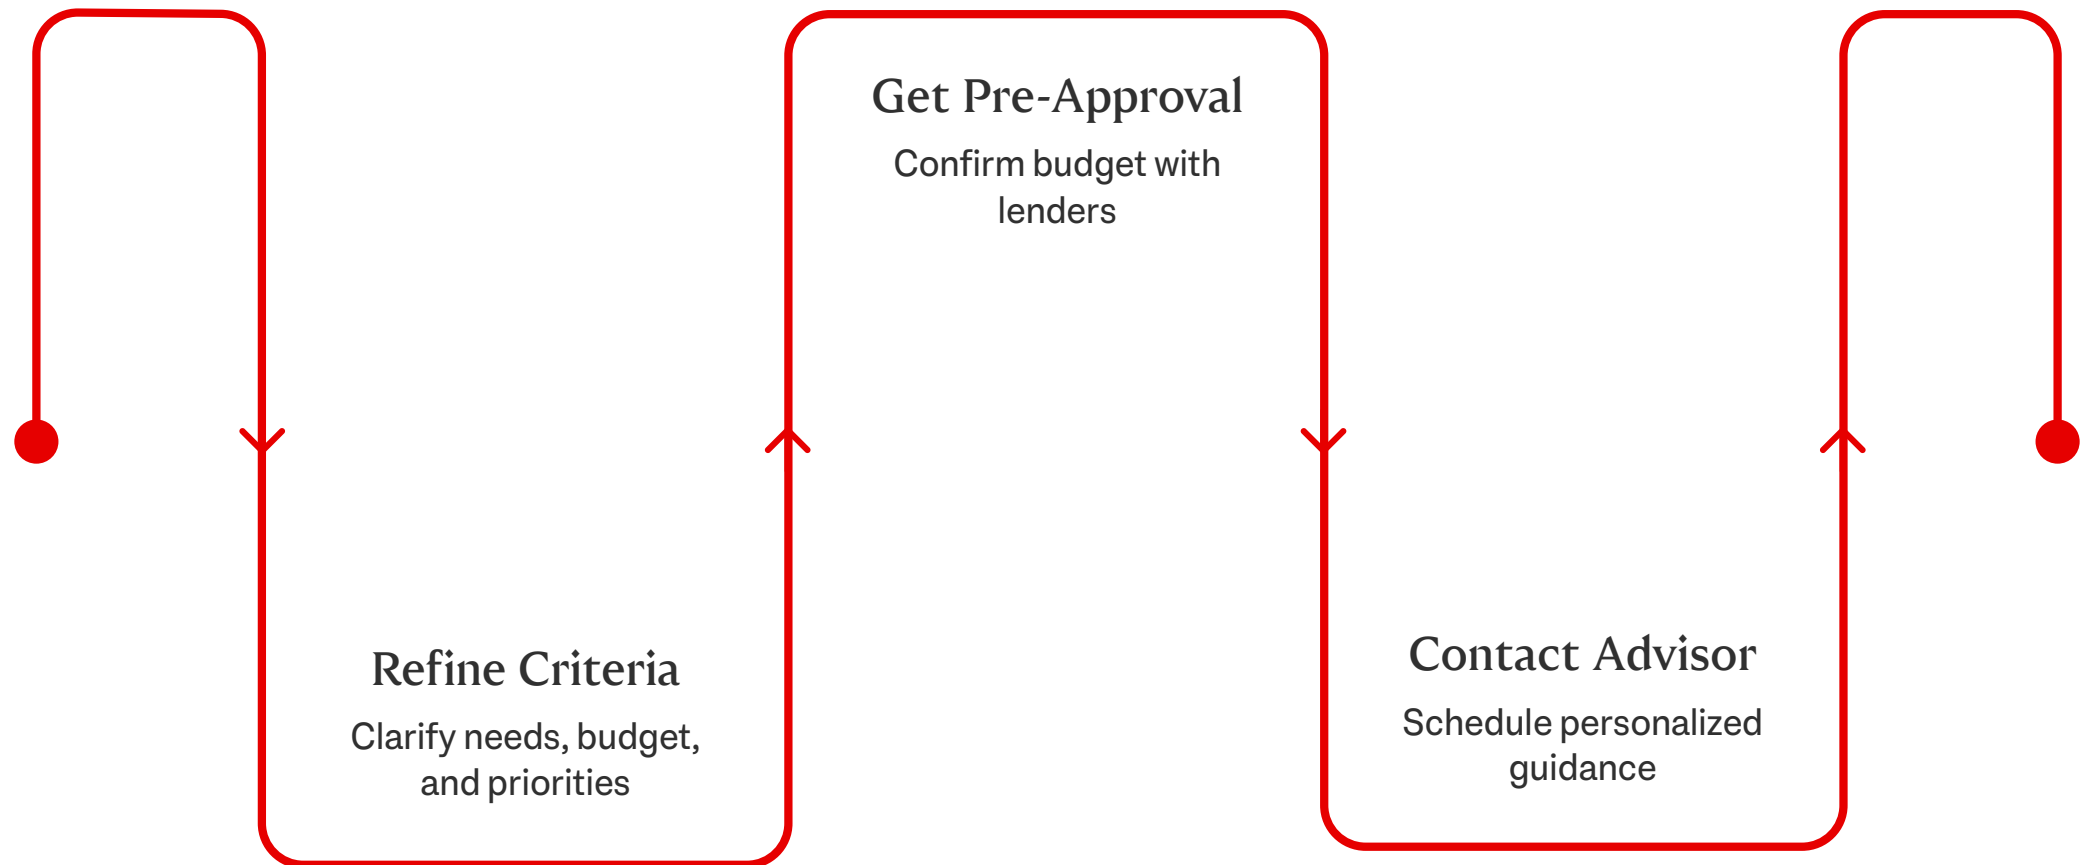 Refine Criteria
Clarify needs, budget,
and priorities
Get Pre-Approval
Confirm budget with
lenders
Contact Advisor
Schedule personalized
guidance